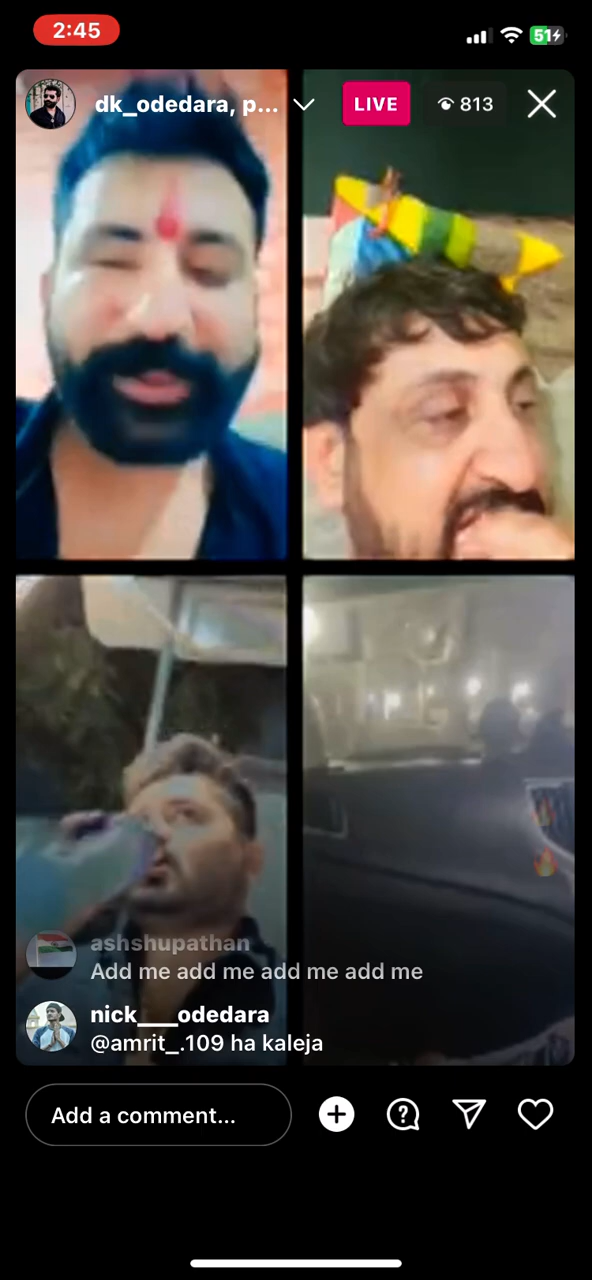 2:45
51
dk_odedara, p...
LIVE
813
ashshupathan
Add me add me add me add me
nick___odedara
@amrit_.109 ha kaleja
Add a comment...